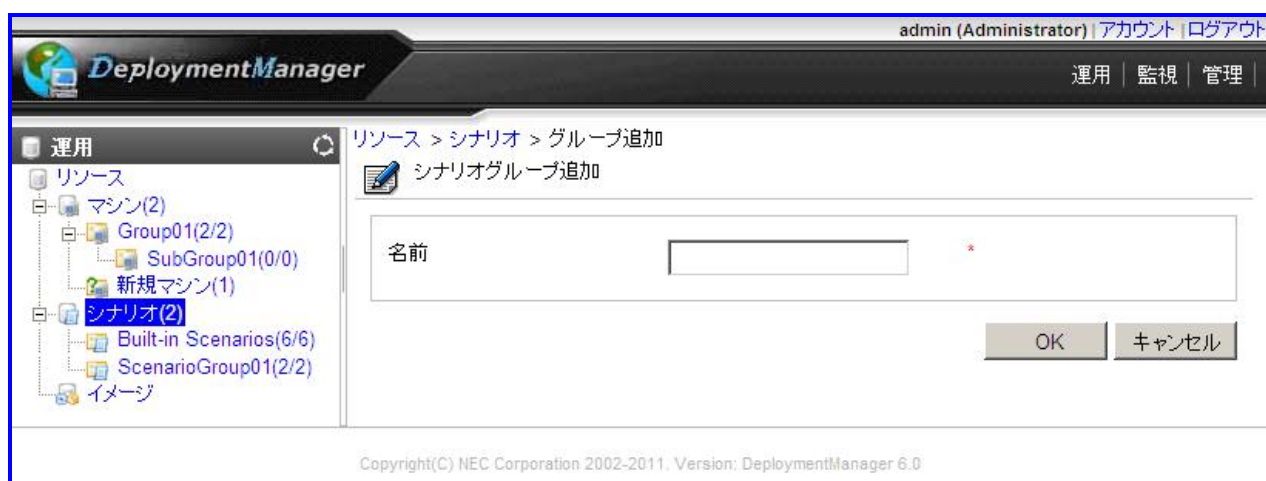 admin (Administrator) | アカウント | ログアウト
DeploymentManager
運用 | 監視 | 管理 |
運用
リソース
マシン(2)
Group01(2/2)
SubGroup01(0/0)
新規マシン(1)
シナリオ(2)
Built-in Scenarios(6/6)
ScenarioGroup01(2/2)
イメージ
リソース > シナリオ > グループ追加
シナリオグループ追加
名前 *
OK キャンセル
Copyright(C) NEC Corporation 2002-2011. Version: DeploymentManager 6.0